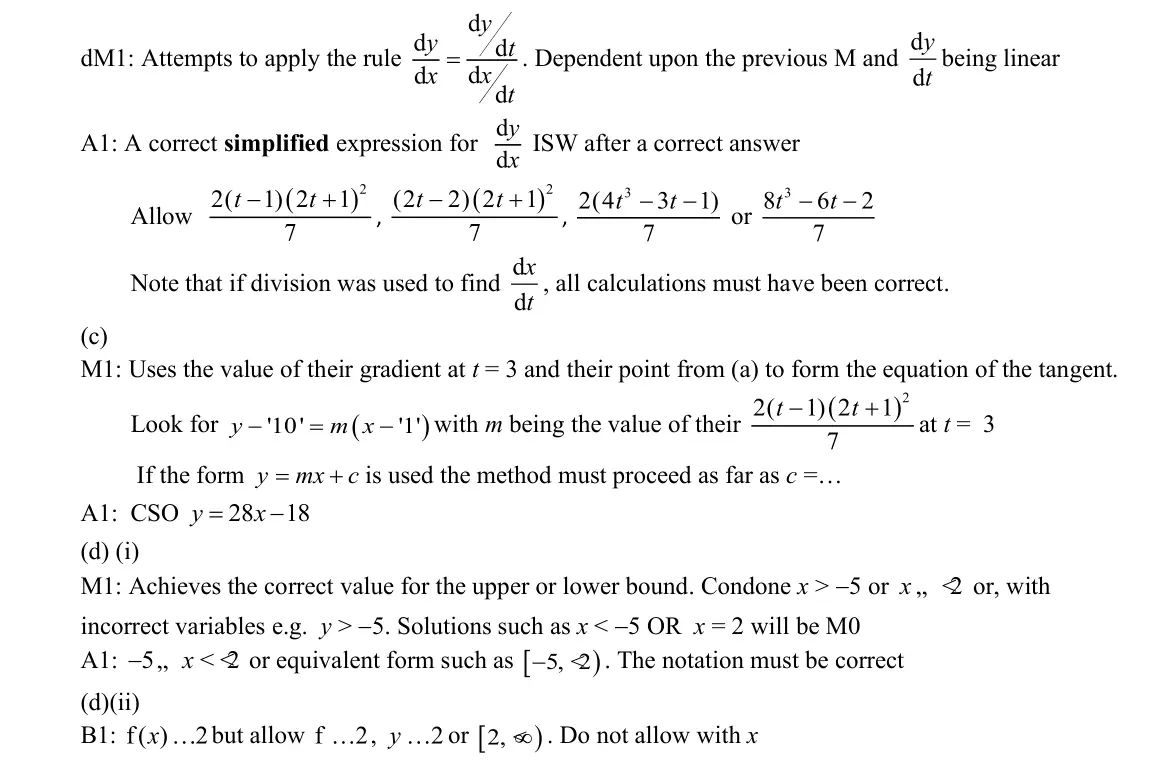 dM1: Attempts to apply the rule dy/dx = (dy/dt)/(dx/dt). Dependent upon the previous M and dy/dt being linear
A1: A correct simplified expression for dy/dx ISW after a correct answer
Allow 2(t−1)(2t+1)²/7, (2t−2)(2t+1)²/7, 2(4t³−3t−1)/7 or 8t³−6t−2/7
Note that if division was used to find dx/dt, all calculations must have been correct.
(c)
M1: Uses the value of their gradient at t = 3 and their point from (a) to form the equation of the tangent.
Look for y−'10'=m(x−'1') with m being the value of their 2(t−1)(2t+1)²/7 at t = 3
If the form y = mx + c is used the method must proceed as far as c =…
A1: CSO y = 28x−18
(d) (i)
M1: Achieves the correct value for the upper or lower bound. Condone x > −5 or x ,, <2 or, with
incorrect variables e.g. y > −5. Solutions such as x < −5 OR x = 2 will be M0
A1: −5 ,, x < <2 or equivalent form such as [−5, <2). The notation must be correct
(d)(ii)
B1: f(x) …2 but allow f …2, y …2 or [2, ∞). Do not allow with x